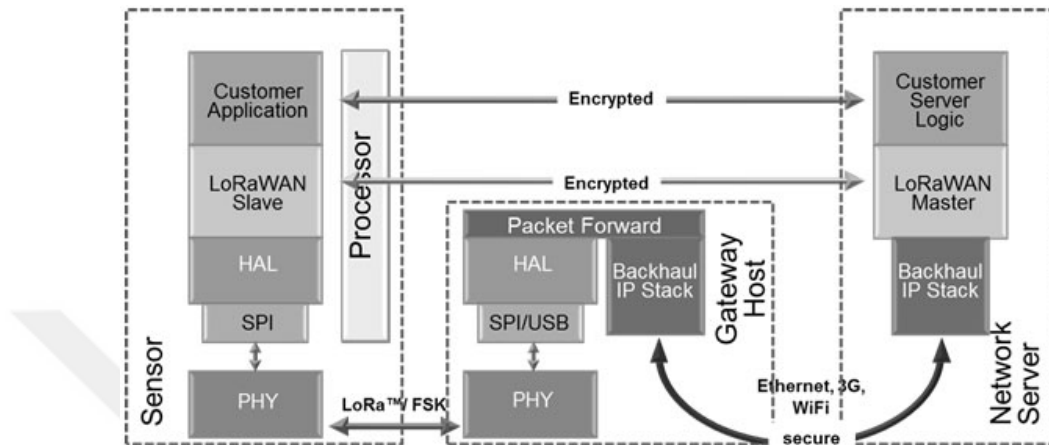 Customer
Application
LoRaWAN
Slave
HAL
SPI
PHY
Processor
Sensor
Encrypted
Encrypted
Packet Forward
HAL
SPI/USB
PHY
Backhaul
IP Stack
Gateway
Host
LoRa™/ FSK
Ethernet, 3G,
WiFi
secure
Customer
Server
Logic
LoRaWAN
Master
Backhaul
IP Stack
Network
Server